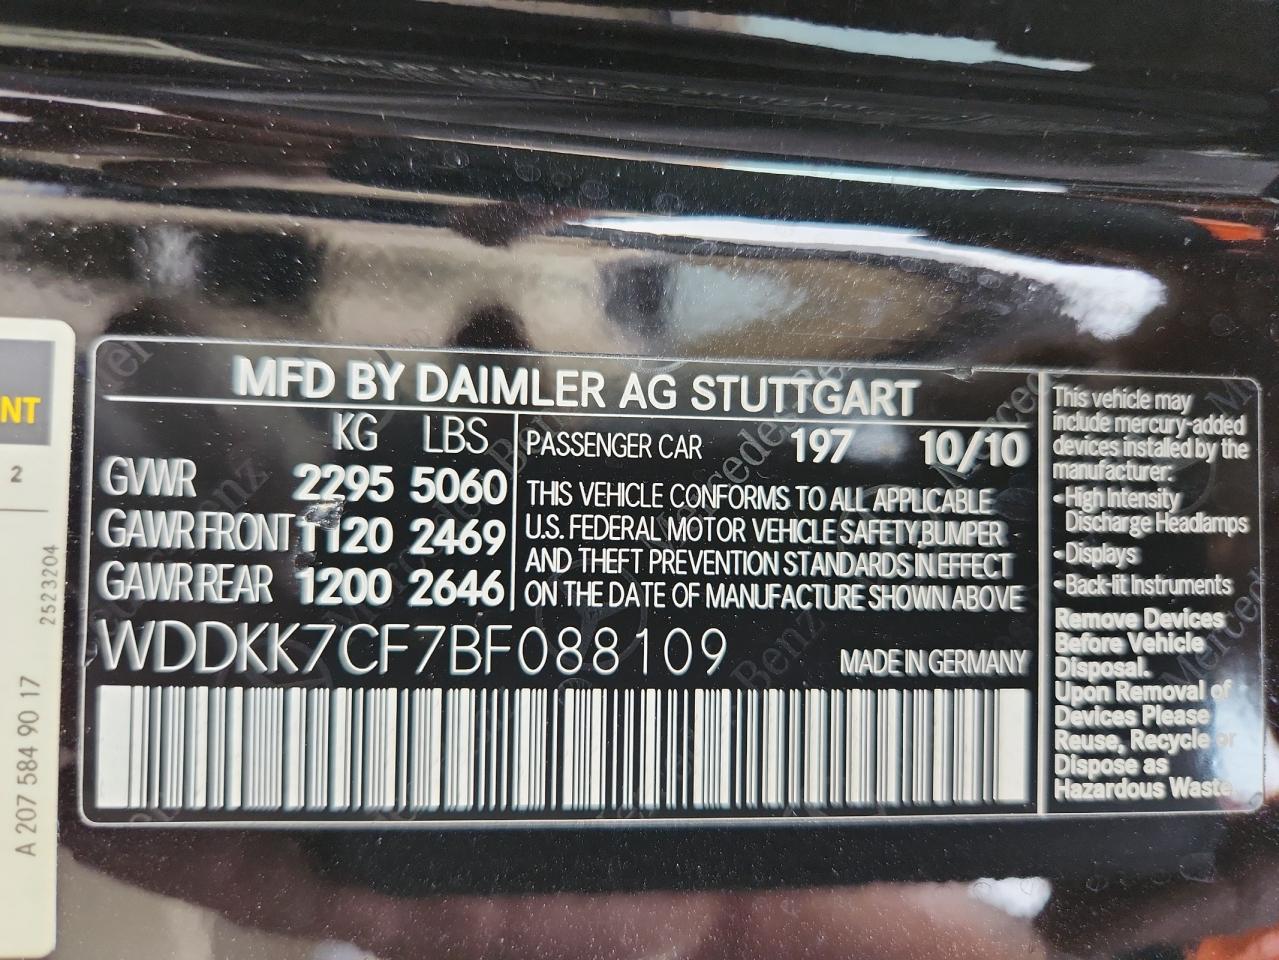 MFD BY DAIMLER AG STUTTGART
KG LBS
GVWR 2295 5060
GAWR FRONT 1120 2469
GAWR REAR 1200 2646
PASSENGER CAR 197 10/10
THIS VEHICLE CONFORMS TO ALL APPLICABLE
U.S. FEDERAL MOTOR VEHICLE SAFETY, BUMPER
AND THEFT PREVENTION STANDARDS IN EFFECT
ON THE DATE OF MANUFACTURE SHOWN ABOVE
WDDKK7CF7BF088109
MADE IN GERMANY
This vehicle may
include mercury-added
devices installed by the
manufacturer:
• High Intensity
Discharge Headlamps
• Displays
• Back-lit Instruments
Remove Devices
Before Vehicle
Disposal.
Upon Removal of
Devices Please
Reuse, Recycle or
Dispose as
Hazardous Waste
NT
2
2523204
A 207 584 90 17